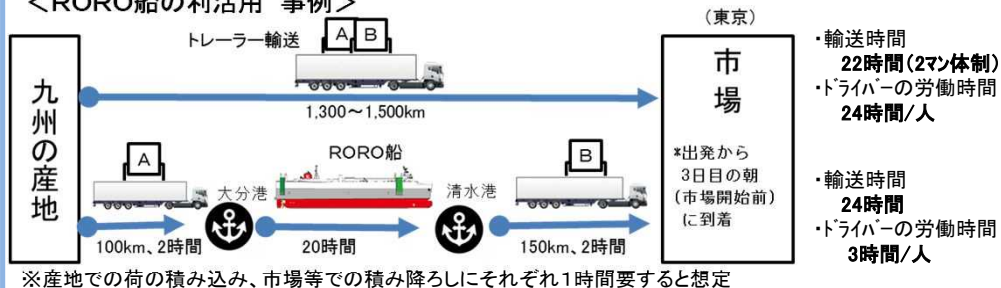 ＜RORO船の利活用 事例＞
(東京)
トレーラー輸送
A B
1,300～1,500km
九州の産地
市場
*出発から
3日目の朝
(市場開始前)
に到着
・輸送時間
22時間(2マン体制)
・ドライバーの労働時間
24時間/人
A
大分港
RORO船
清水港
B
100km、2時間
20時間
150km、2時間
・輸送時間
24時間
・ドライバーの労働時間
3時間/人
※産地での荷の積み込み、市場等での積み降ろしにそれぞれ１時間要すると想定